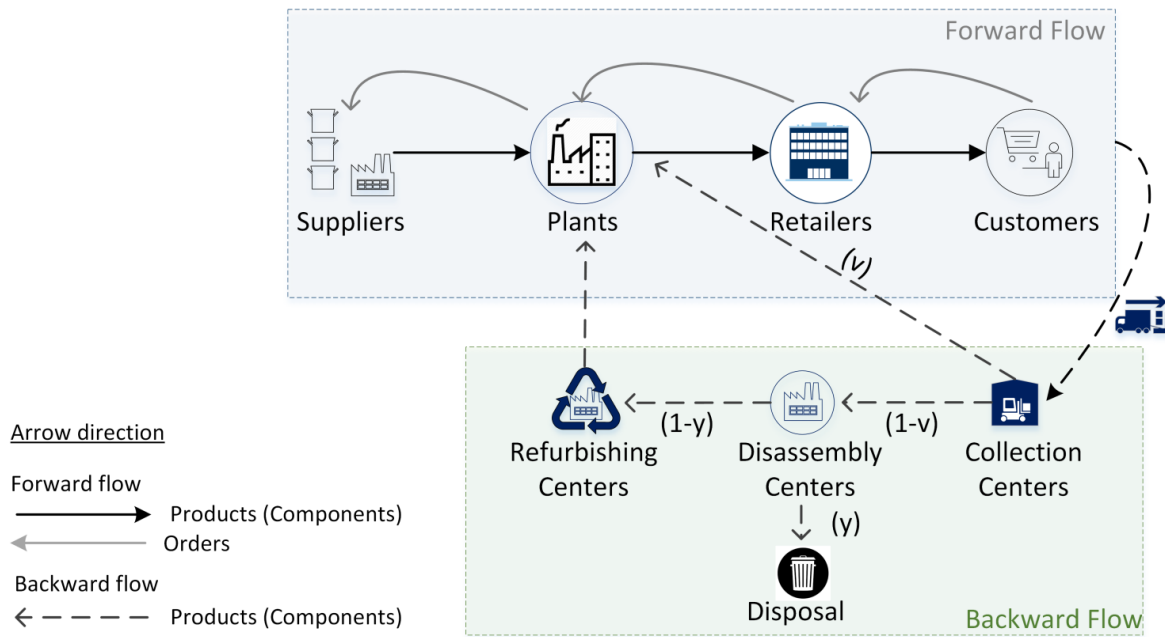 Forward Flow
Suppliers
Plants
Retailers
Customers
(v)
(1-y)
(1-v)
Refurbishing
Centers
Disassembly
Centers
Collection
Centers
(y)
Disposal
Backward Flow
Arrow direction
Forward flow
Products (Components)
Orders
Backward flow
Products (Components)